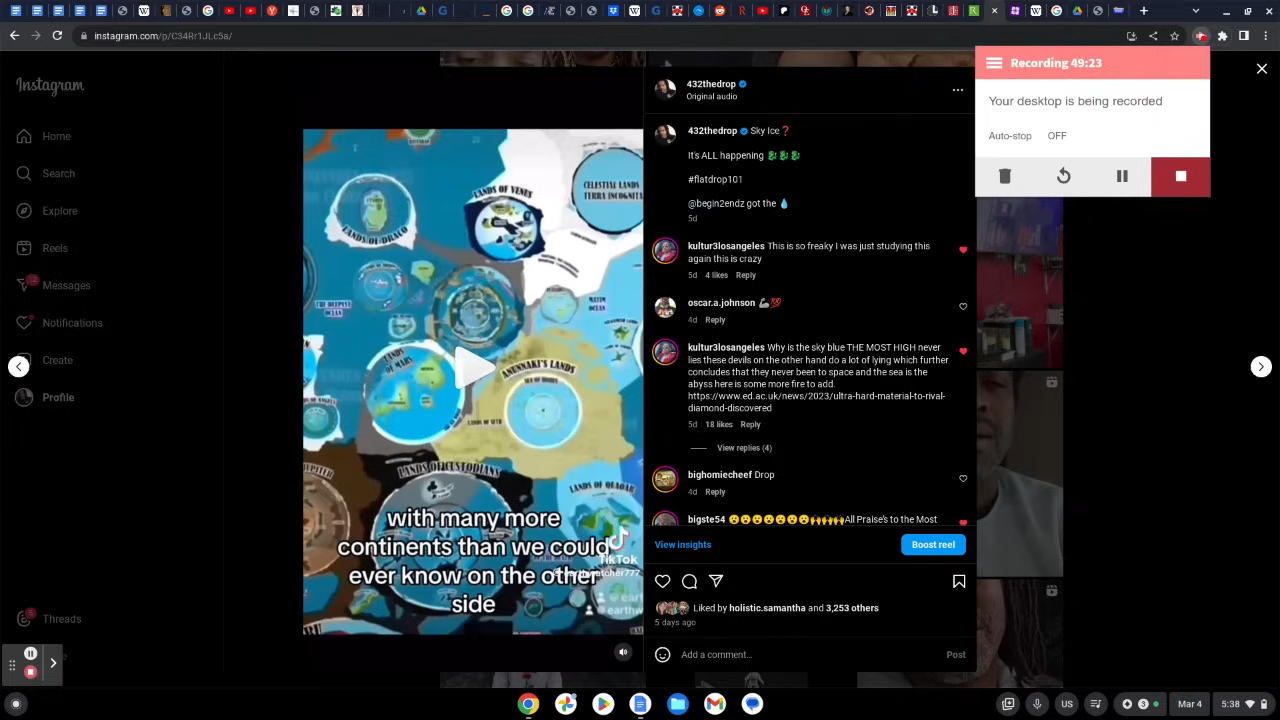 instagram.com/p/C34Rr1JLc5a/
Recording 49:23
Your desktop is being recorded
Auto-stop OFF
Instagram
Home
Search
Explore
Reels
Messages
Notifications
Create
Profile
Threads
LANDS OF DRACO
LANDS OF VENUS
CELESTIAL LANDS
TERRA INCOGNITA
THE DEEPEST
OCEAN
LANDS
OF MARS
ANUNNAKI'S LAND
LANDS OF CUSTODIANS
LANDS OF QUAOAR
with many more
continents than we could
ever know on the other
side
TikTok
432thedrop
Original audio
432thedrop Sky Ice❓
It's ALL happening 🐉🐉🐉
#flatdrop101
@begin2endz got the 💧
5d
kultur3losangeles This is so freaky I was just studying this
again this is crazy
5d 4 likes Reply
oscar.a.johnson 🦾💯
4d Reply
kultur3losangeles Why is the sky blue THE MOST HIGH never
lies these devils on the other hand do a lot of lying which further
concludes that they never been to space and the sea is the
abyss here is some more fire to add.
https://www.ed.ac.uk/news/2023/ultra-hard-material-to-rival-
diamond-discovered
5d 18 likes Reply
View replies (4)
bighomiecheef Drop
4d Reply
bigste54 😮😮😮😮😮😮😮🙌🙌🙌All Praise's to the Most
View insights
Boost reel
Liked by holistic.samantha and 3,253 others
5 days ago
Add a comment...
Post
US
3
Mar 4
5:38